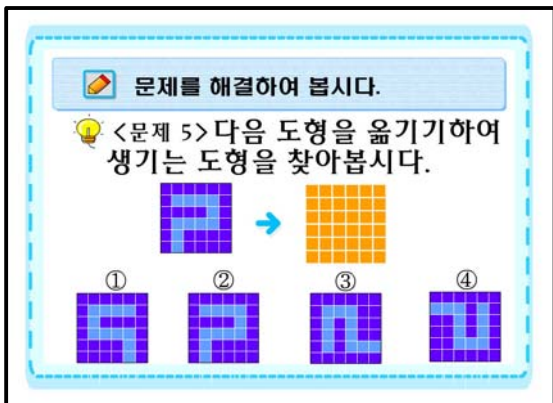 문제를 해결하여 봅시다.
<문제 5> 다음 도형을 옮기기하여
생기는 도형을 찾아봅시다.
① ② ③ ④